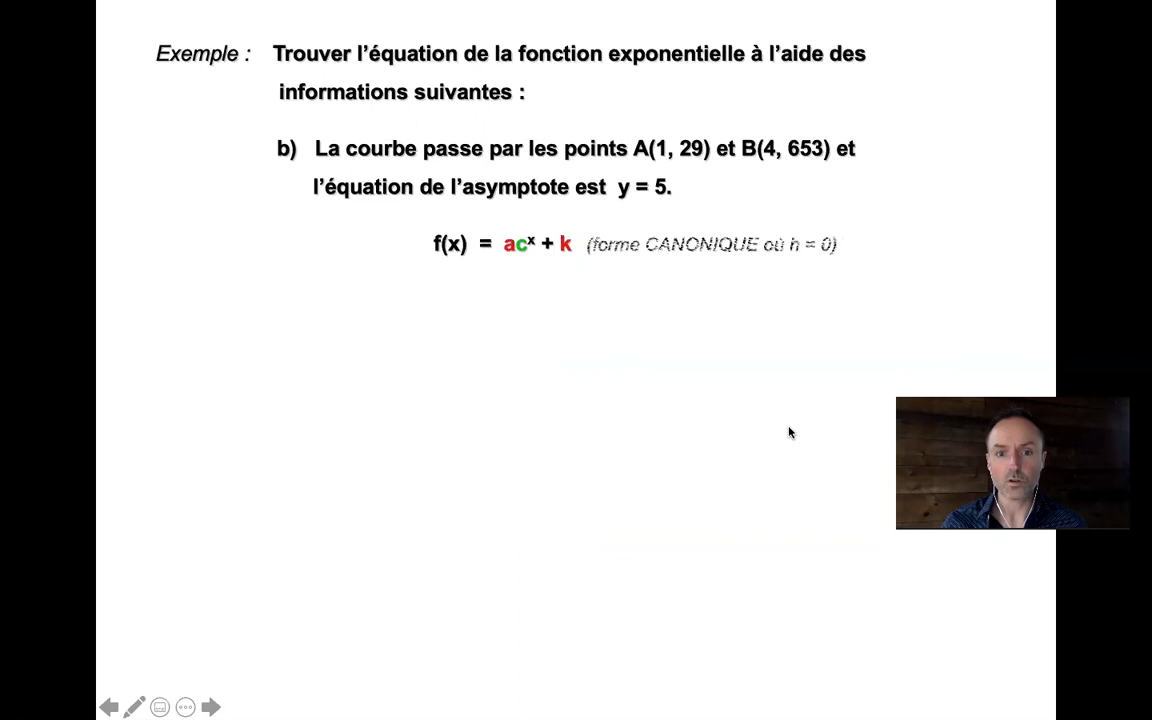 Exemple : Trouver l'équation de la fonction exponentielle à l'aide des
informations suivantes :
b) La courbe passe par les points A(1, 29) et B(4, 653) et
l'équation de l'asymptote est y = 5.
f(x) = acˣ + k (forme CANONIQUE où h = 0)